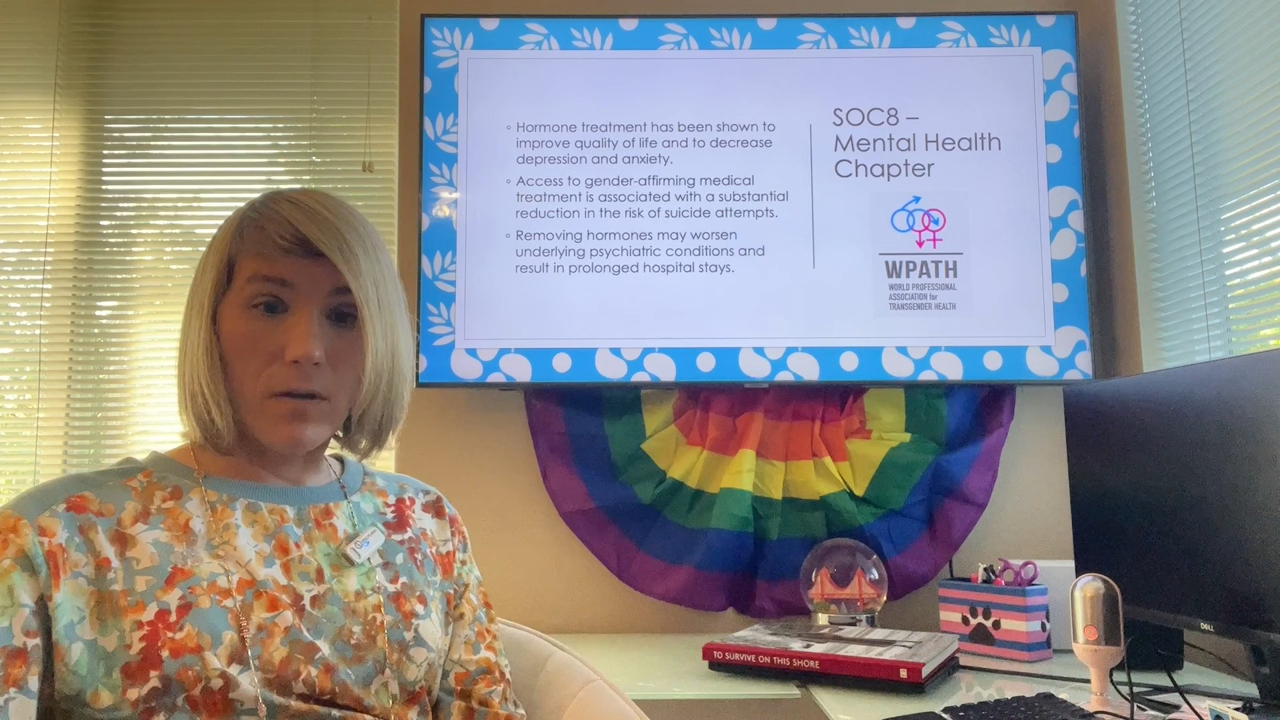 ◦ Hormone treatment has been shown to
improve quality of life and to decrease
depression and anxiety.
◦ Access to gender-affirming medical
treatment is associated with a substantial
reduction in the risk of suicide attempts.
◦ Removing hormones may worsen
underlying psychiatric conditions and
result in prolonged hospital stays.
SOC8 –
Mental Health
Chapter
WPATH
WORLD PROFESSIONAL
ASSOCIATION for
TRANSGENDER HEALTH
TO SURVIVE ON THIS SHORE
DELL